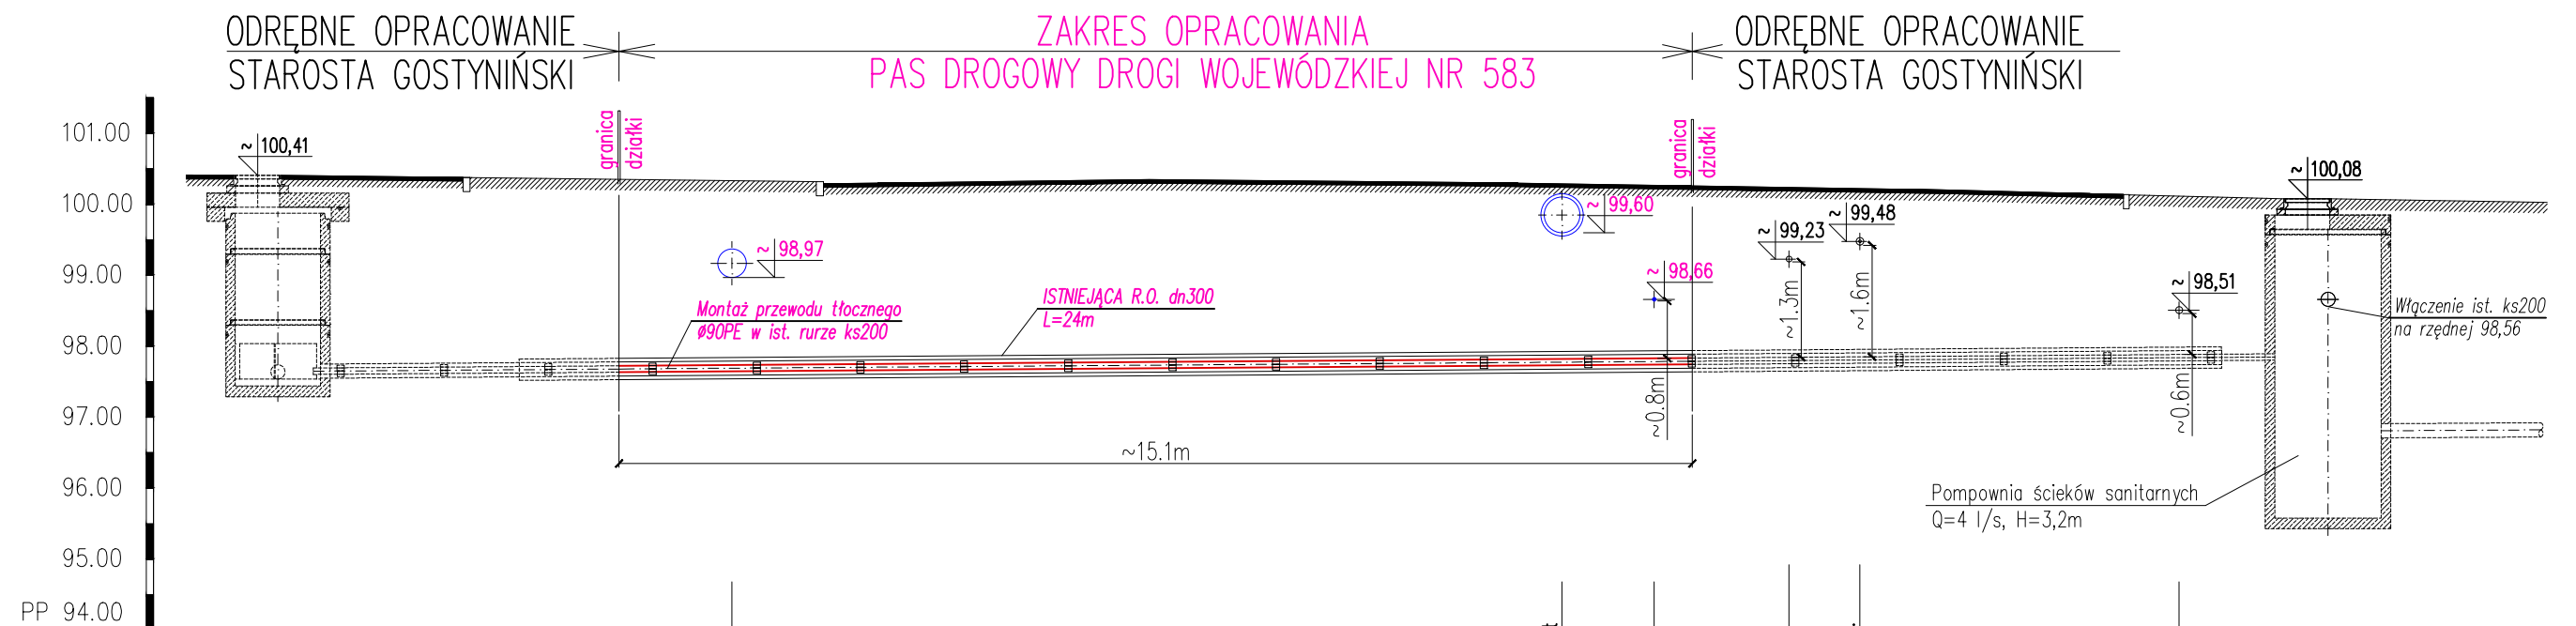 ODRĘBNE OPRACOWANIE
STAROSTA GOSTYNIŃSKI
ZAKRES OPRACOWANIA
PAS DROGOWY DROGI WOJEWÓDZKIEJ NR 583
ODRĘBNE OPRACOWANIE
STAROSTA GOSTYNIŃSKI
101.00
100.00
99.00
98.00
97.00
96.00
95.00
PP 94.00
~ 100,41
granica
działki
~ 98,97
Montaż przewodu tłocznego
ø90PE w ist. rurze ks200
ISTNIEJĄCA R.O. dn300
L=24m
~15.1m
~ 99,60
~ 98,66
~0.8m
granica
działki
~ 99,23
~1.3m
~ 99,48
~1.6m
~ 98,51
~0.6m
~ 100,08
Włączenie ist. ks200
na rzędnej 98,56
Pompownia ścieków sanitarnych
Q=4 l/s, H=3,2m